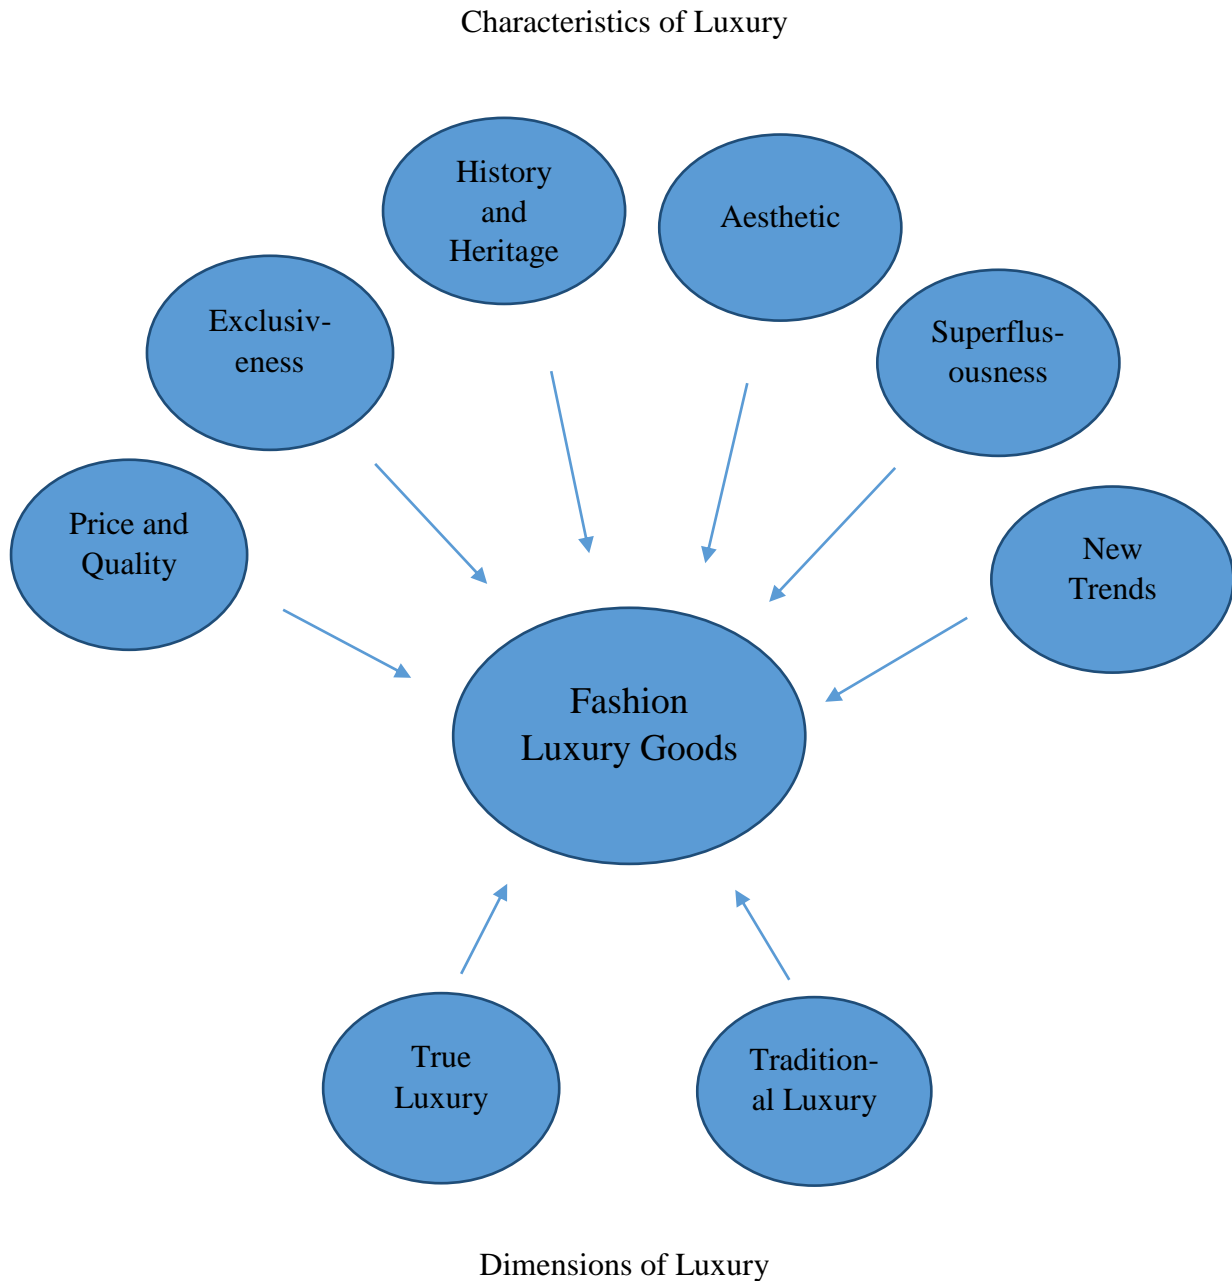 Characteristics of Luxury
History
and
Heritage
Aesthetic
Exclusiv-
eness
Superflus-
ousness
Price and
Quality
New
Trends
Fashion
Luxury Goods
True
Luxury
Tradition-
al Luxury
Dimensions of Luxury